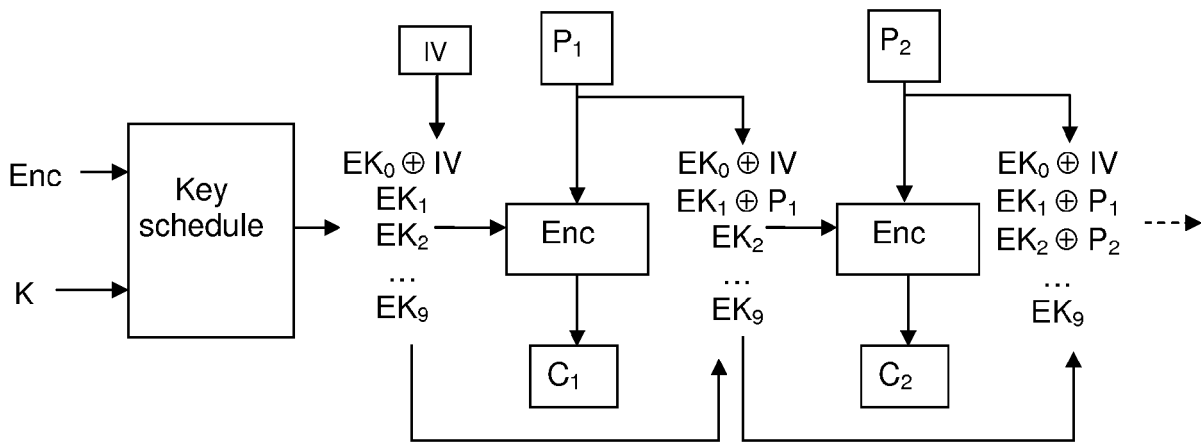 Enc
K
Key
schedule
IV
EK₀ ⊕ IV
EK₁
EK₂
...
EK₉
P₁
Enc
C₁
EK₀ ⊕ IV
EK₁ ⊕ P₁
EK₂
...
EK₉
P₂
Enc
C₂
EK₀ ⊕ IV
EK₁ ⊕ P₁
EK₂ ⊕ P₂
...
EK₉